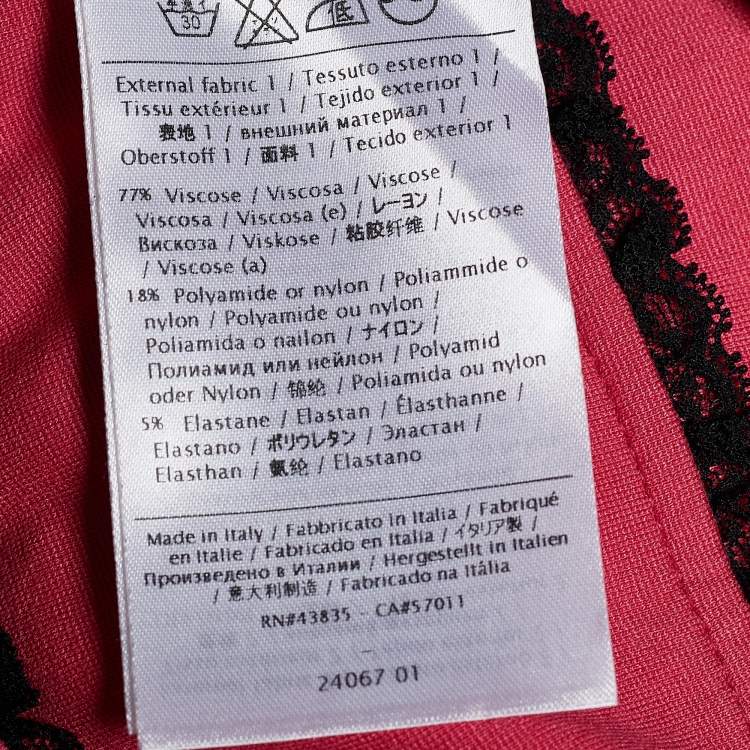 30 低
External fabric 1 / Tessuto esterno 1 /
Tissu extérieur 1 / Tejido exterior 1 /
表地 1 / внешний материал 1 /
Oberstoff 1 / 面料 1 / Tecido exterior 1
77% Viscose / Viscosa / Viscose /
Viscosa / Viscosa (e) / レーヨン /
Вискоза / Viskose / 粘胶纤维 / Viscose
/ Viscose (a)
18% Polyamide or nylon / Poliammide o
nylon / Polyamide ou nylon /
Poliamida o nailon / ナイロン /
Полиамид или нейлон / Polyamid
oder Nylon / 锦纶 / Poliamida ou nylon
5% Elastane / Elastan / Élasthanne /
Elastano / ポリウレタン / Эластан /
Elasthan / 氨纶 / Elastano
Made in Italy / Fabbricato in Italia / Fabriqué
en Italie / Fabricado en Italia / イタリア製 /
Произведено в Италии / Hergestellt in Italien
/ 意大利制造 / Fabricado na Itália
RN#43835 - CA#57011
-
24067 01